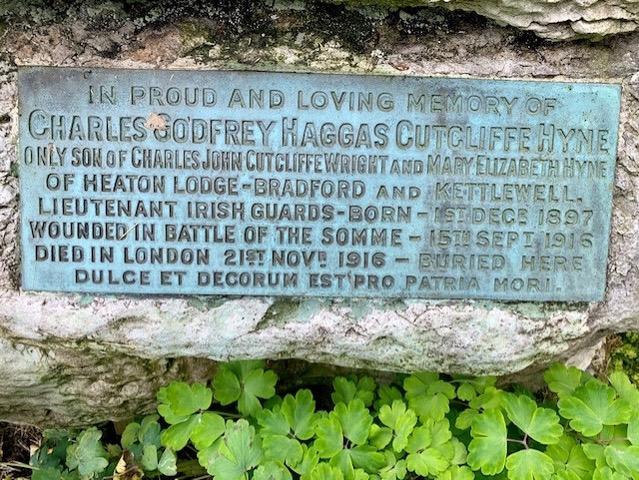 IN PROUD AND LOVING MEMORY OF
CHARLES GODFREY HAGGAS CUTCLIFFE HYNE
ONLY SON OF CHARLES JOHN CUTCLIFFE WRIGHT AND MARY ELIZABETH HYNE
OF HEATON LODGE-BRADFORD AND KETTLEWELL.
LIEUTENANT IRISH GUARDS-BORN-1ST DECR 1897
WOUNDED IN BATTLE OF THE SOMME-15TH SEPT 1916
DIED IN LONDON 21ST NOVR 1916-BURIED HERE
DULCE ET DECORUM EST PRO PATRIA MORI.